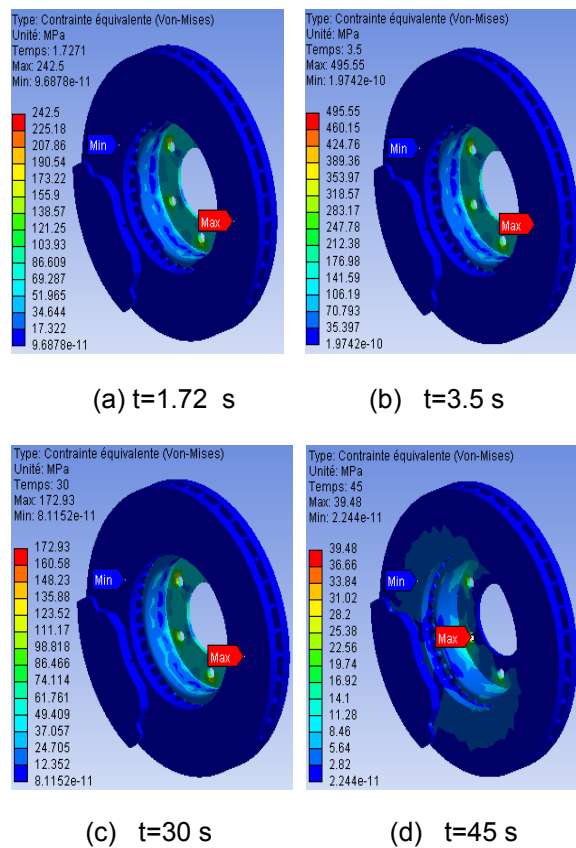 Type: Contrainte équivalente (Von-Mises)
Unité: MPa
Temps: 1.7271
Max: 242.5
Min: 9.6878e-11
242.5
225.18
207.86
190.54
173.22
155.9
138.57
121.25
103.93
86.609
69.287
51.965
34.644
17.322
9.6878e-11
Min
Max
(a) t=1.72 s
Type: Contrainte équivalente (Von-Mises)
Unité: MPa
Temps: 3.5
Max: 495.55
Min: 1.9742e-10
495.55
460.15
424.76
389.36
353.97
318.57
283.17
247.78
212.38
176.98
141.59
106.19
70.793
35.397
1.9742e-10
Min
Max
(b) t=3.5 s
Type: Contrainte équivalente (Von-Mises)
Unité: MPa
Temps: 30
Max: 172.93
Min: 8.1152e-11
172.93
160.58
148.23
135.88
123.52
111.17
98.818
86.466
74.114
61.761
49.409
37.057
24.705
12.352
8.1152e-11
Min
Max
(c) t=30 s
Type: Contrainte équivalente (Von-Mises)
Unité: MPa
Temps: 45
Max: 39.48
Min: 2.244e-11
39.48
36.66
33.84
31.02
28.2
25.38
22.56
19.74
16.92
14.1
11.28
8.46
5.64
2.82
2.244e-11
Min
Max
(d) t=45 s